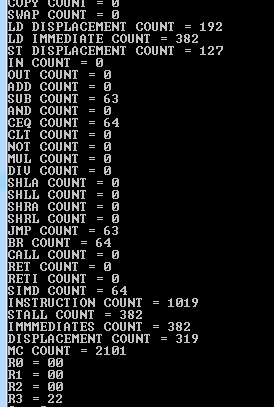 COPY COUNT = 0
SWAP COUNT = 0
LD DISPLACEMENT COUNT = 192
LD IMMEDIATE COUNT = 382
ST DISPLACEMENT COUNT = 127
IN COUNT = 0
OUT COUNT = 0
ADD COUNT = 0
SUB COUNT = 63
AND COUNT = 0
CEQ COUNT = 64
CLT COUNT = 0
NOT COUNT = 0
MUL COUNT = 0
DIV COUNT = 0
SHLA COUNT = 0
SHLL COUNT = 0
SHRA COUNT = 0
SHRL COUNT = 0
JMP COUNT = 63
BR COUNT = 64
CALL COUNT = 0
RET COUNT = 0
RETI COUNT = 0
SIMD COUNT = 64
INSTRUCTION COUNT = 1019
STALL COUNT = 382
IMMMEDIATES COUNT = 382
DISPLACEMENT COUNT = 319
MC COUNT = 2101
R0 = 00
R1 = 00
R2 = 00
R3 = 22